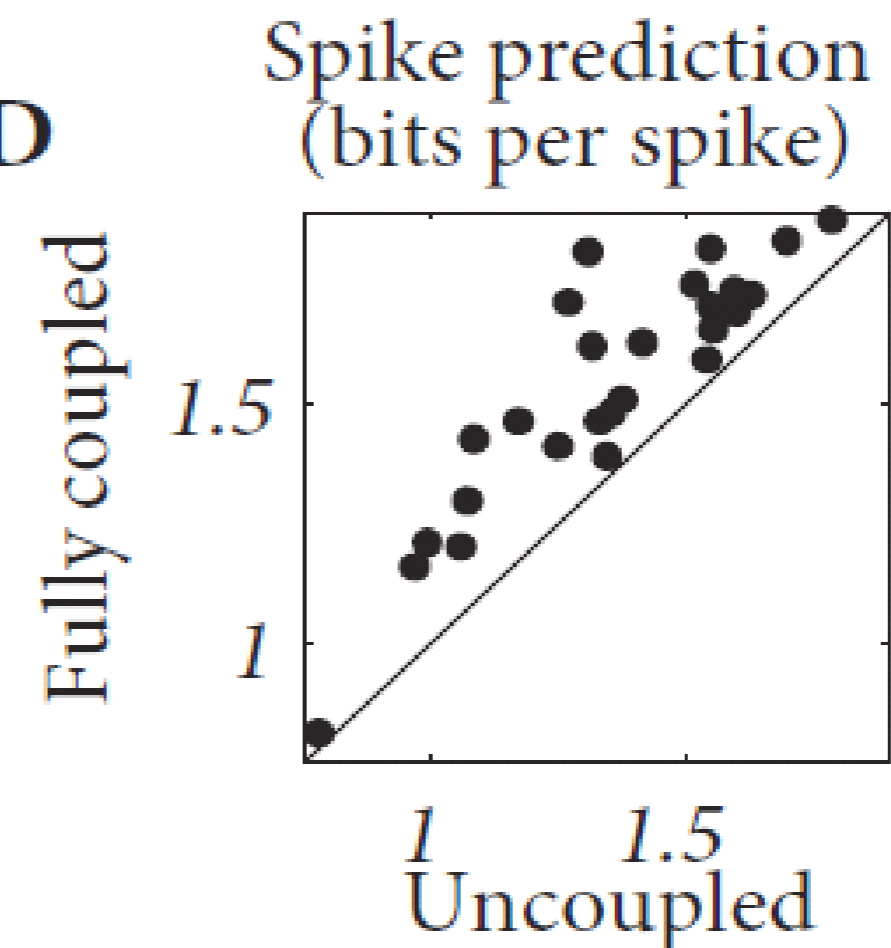 Spike prediction
(bits per spike)
D
Fully coupled
1.5
1
1
1.5
Uncoupled